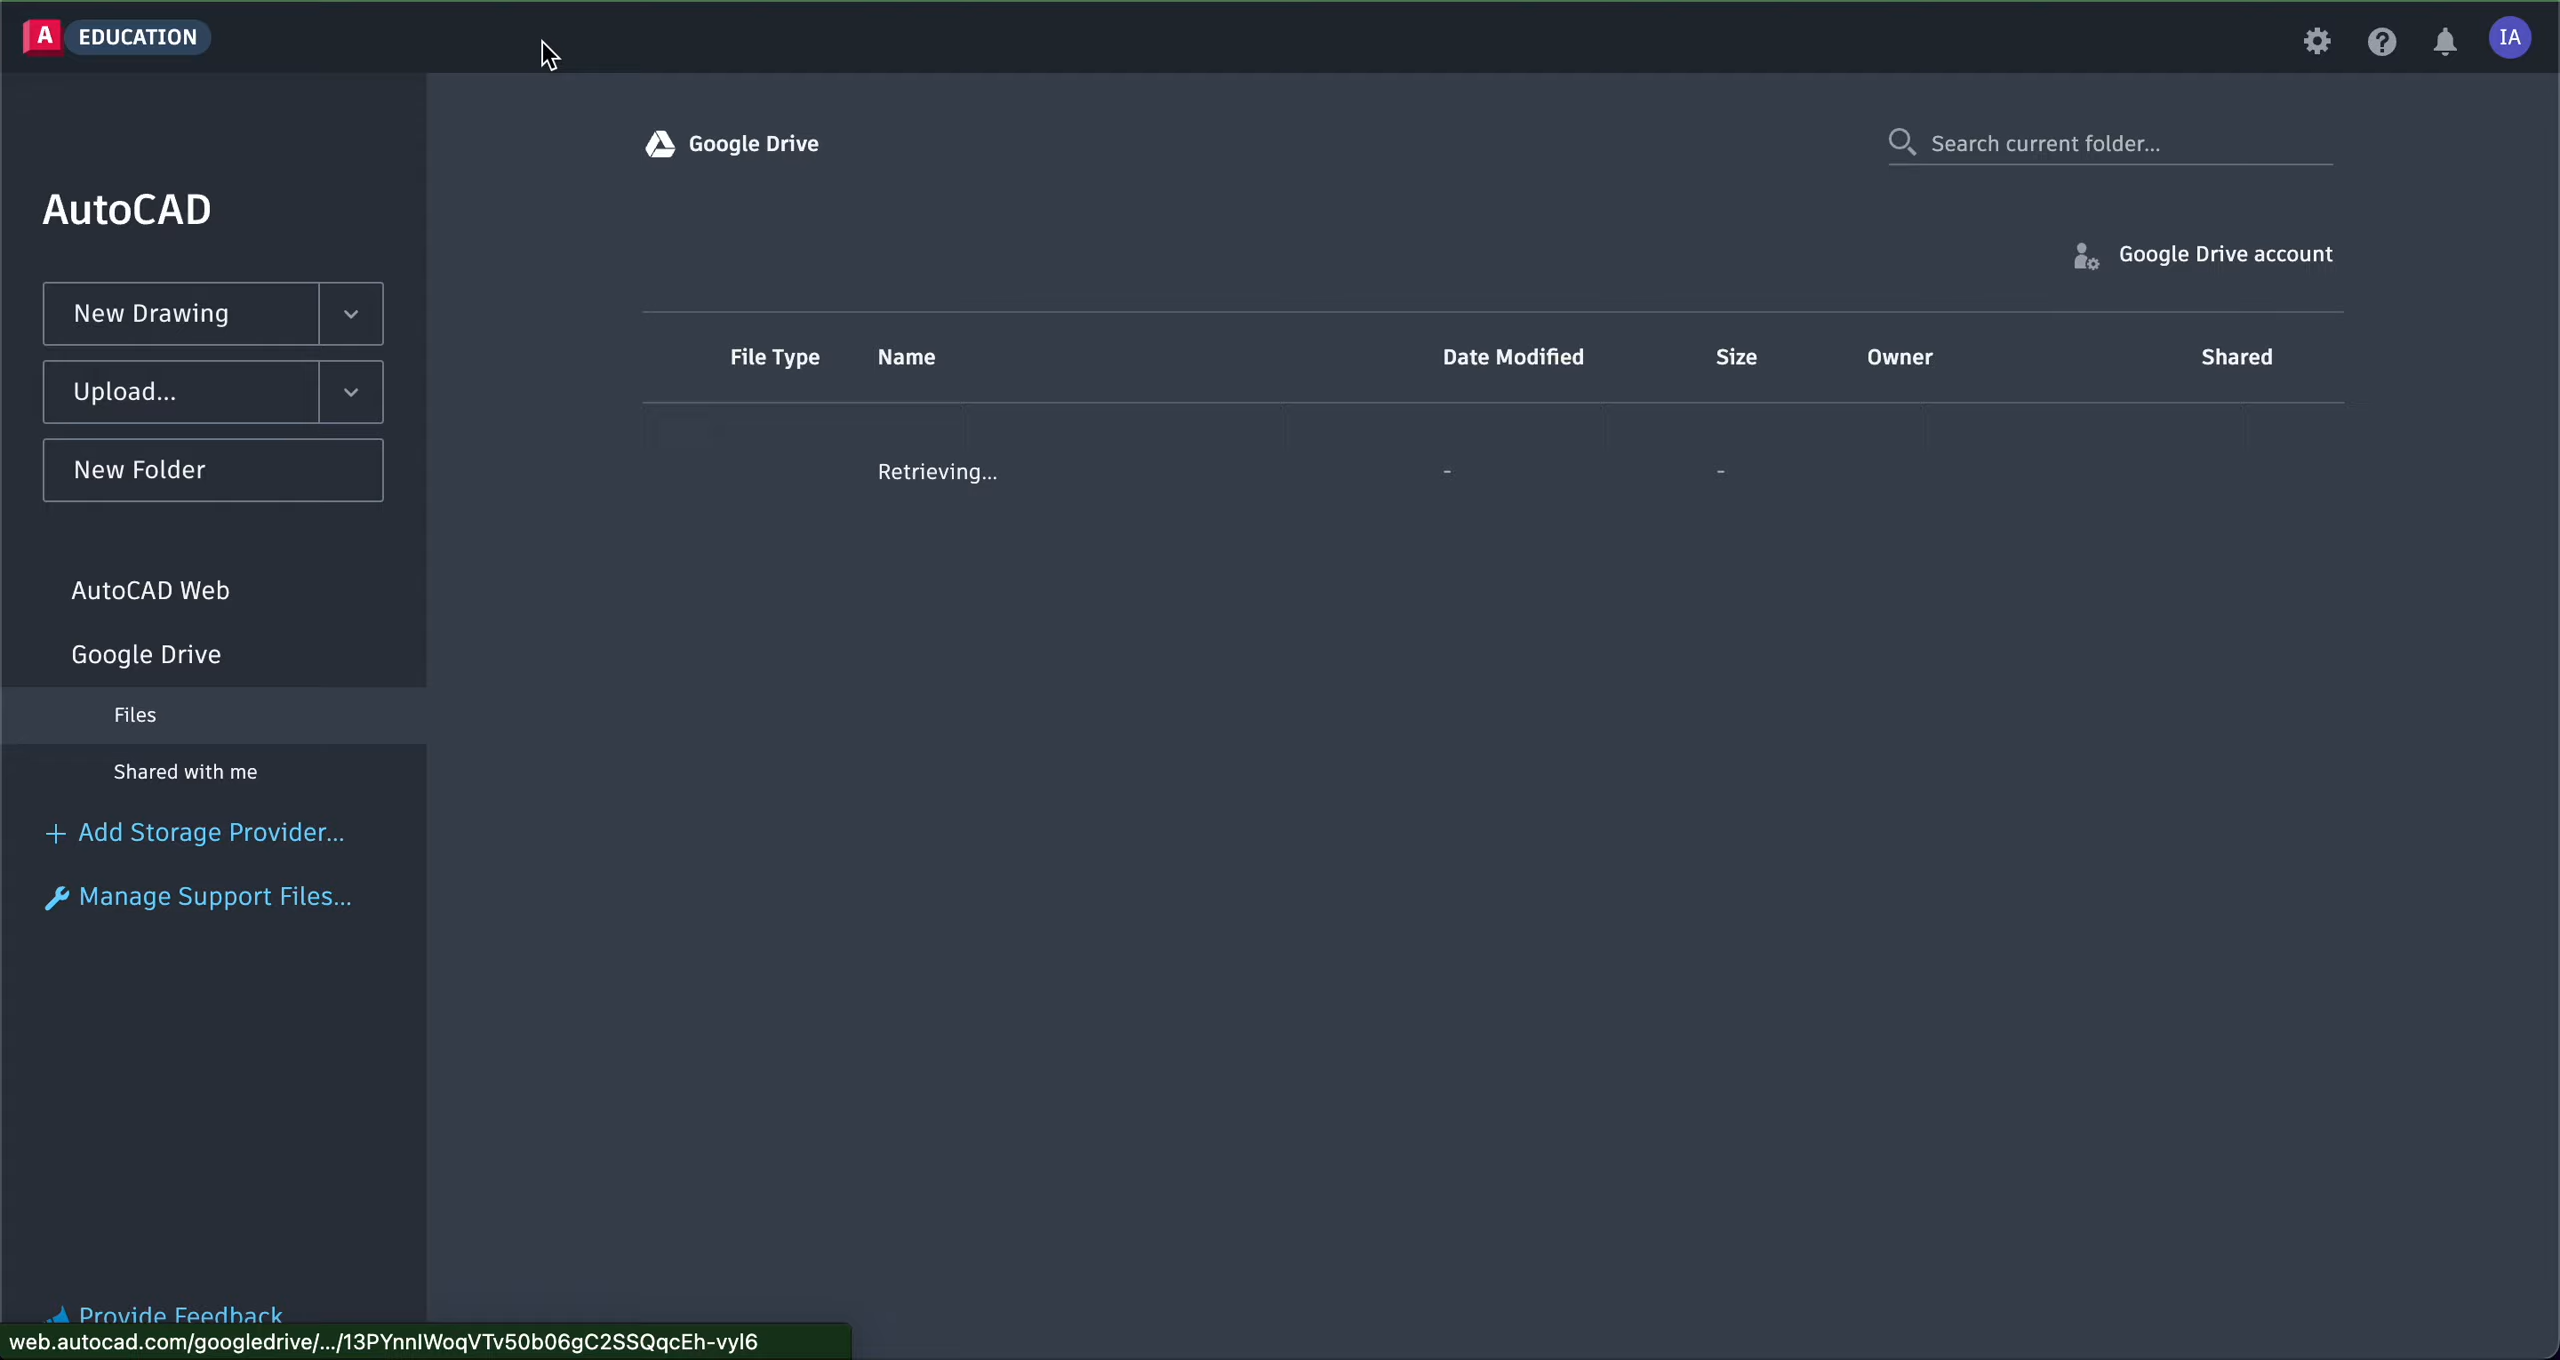 A EDUCATION
IA
Google Drive
Search current folder...
AutoCAD
Google Drive account
New Drawing
File Type Name Date Modified Size Owner Shared
Upload...
New Folder
Retrieving... - -
AutoCAD Web
Google Drive
Files
Shared with me
+ Add Storage Provider...
Manage Support Files...
Provide Feedback
web.autocad.com/googledrive/.../13PYnnlWoqVTv50b06gC2SSQqcEh-vyl6